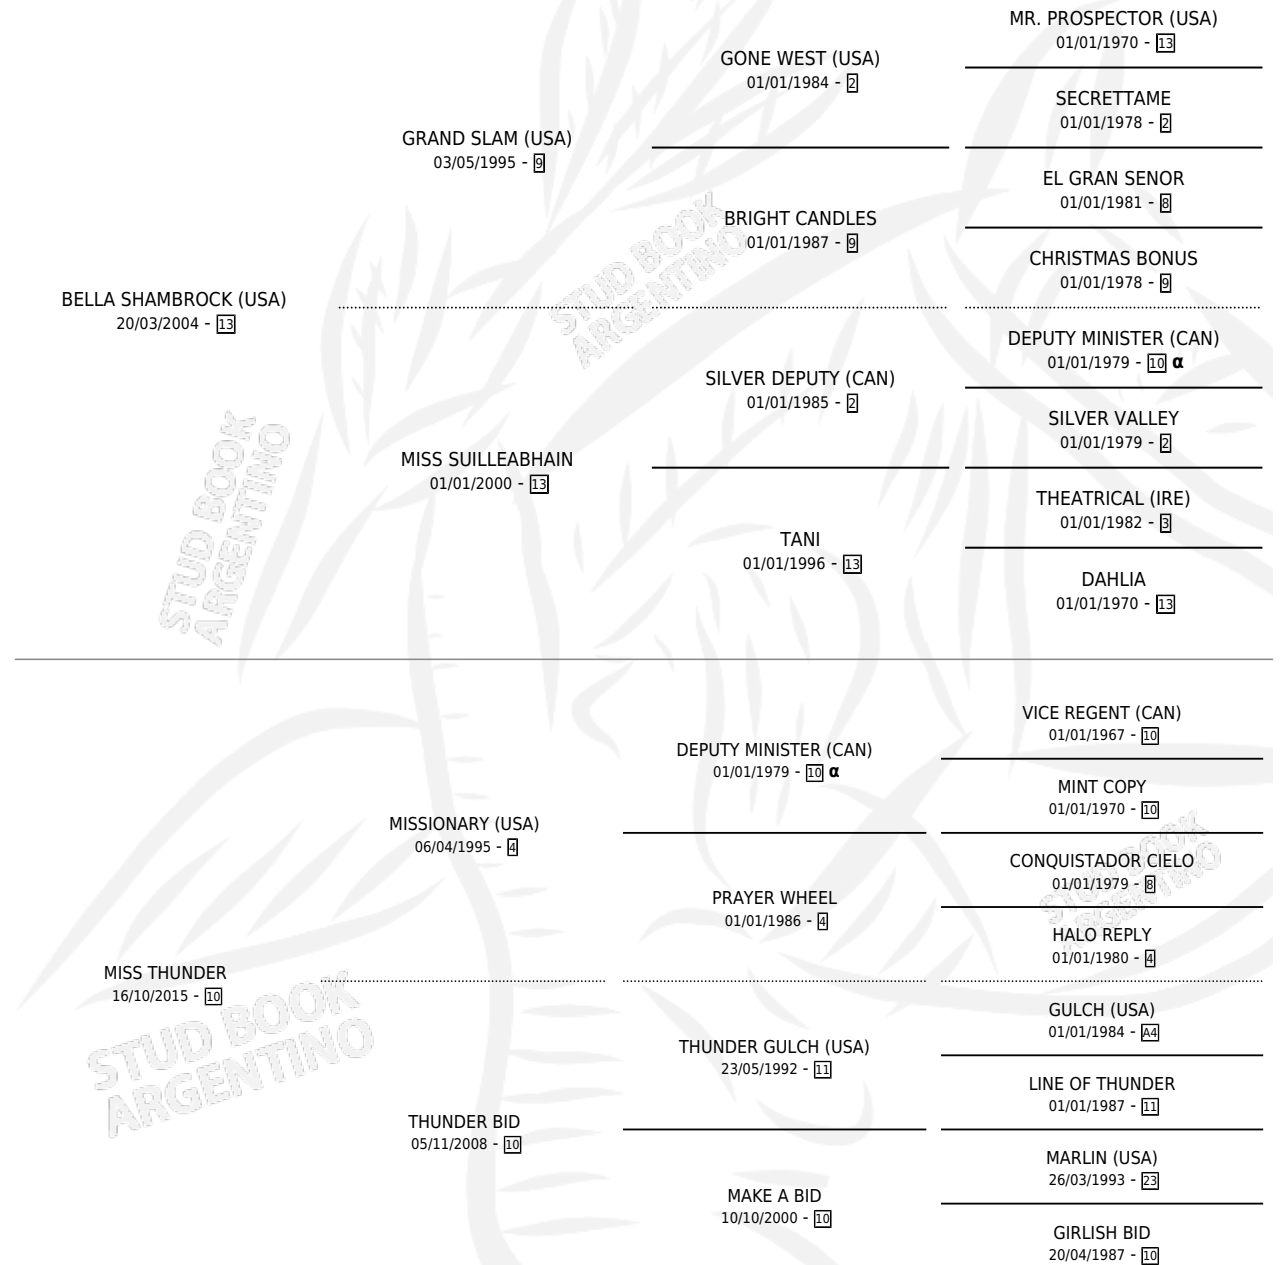 MR. PROSPECTOR (USA)
01/01/1970 - 13
GONE WEST (USA)
01/01/1984 - 2
SECRETTAME
01/01/1978 - 2
GRAND SLAM (USA)
03/05/1995 - 9
EL GRAN SENOR
01/01/1981 - 8
BRIGHT CANDLES
01/01/1987 - 9
CHRISTMAS BONUS
01/01/1978 - 9
BELLA SHAMBROCK (USA)
20/03/2004 - 13
DEPUTY MINISTER (CAN)
01/01/1979 - 10 α
SILVER DEPUTY (CAN)
01/01/1985 - 2
SILVER VALLEY
01/01/1979 - 2
MISS SUILLEABHAIN
01/01/2000 - 13
THEATRICAL (IRE)
01/01/1982 - 3
TANI
01/01/1996 - 13
DAHLIA
01/01/1970 - 13
VICE REGENT (CAN)
01/01/1967 - 10
DEPUTY MINISTER (CAN)
01/01/1979 - 10 α
MINT COPY
01/01/1970 - 10
MISSIONARY (USA)
06/04/1995 - 4
CONQUISTADOR CIELO
01/01/1979 - 8
PRAYER WHEEL
01/01/1986 - 4
HALO REPLY
01/01/1980 - 4
MISS THUNDER
16/10/2015 - 10
GULCH (USA)
01/01/1984 - A4
THUNDER GULCH (USA)
23/05/1992 - 11
LINE OF THUNDER
01/01/1987 - 11
THUNDER BID
05/11/2008 - 10
MARLIN (USA)
26/03/1993 - 23
MAKE A BID
10/10/2000 - 10
GIRLISH BID
20/04/1987 - 10
STUD BOOK
ARGENTINO
STUD BOOK
ARGENTINO
STUD BOOK
ARGENTINO
STUD BOOK
ARGENTINO